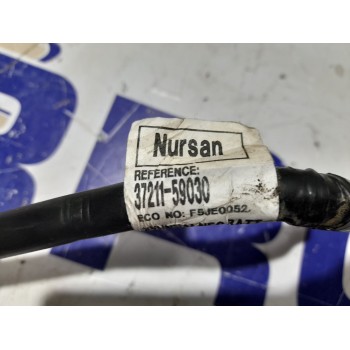 Nursan
REFERENCE:
37211-59030
ECO NO: F5JE0052